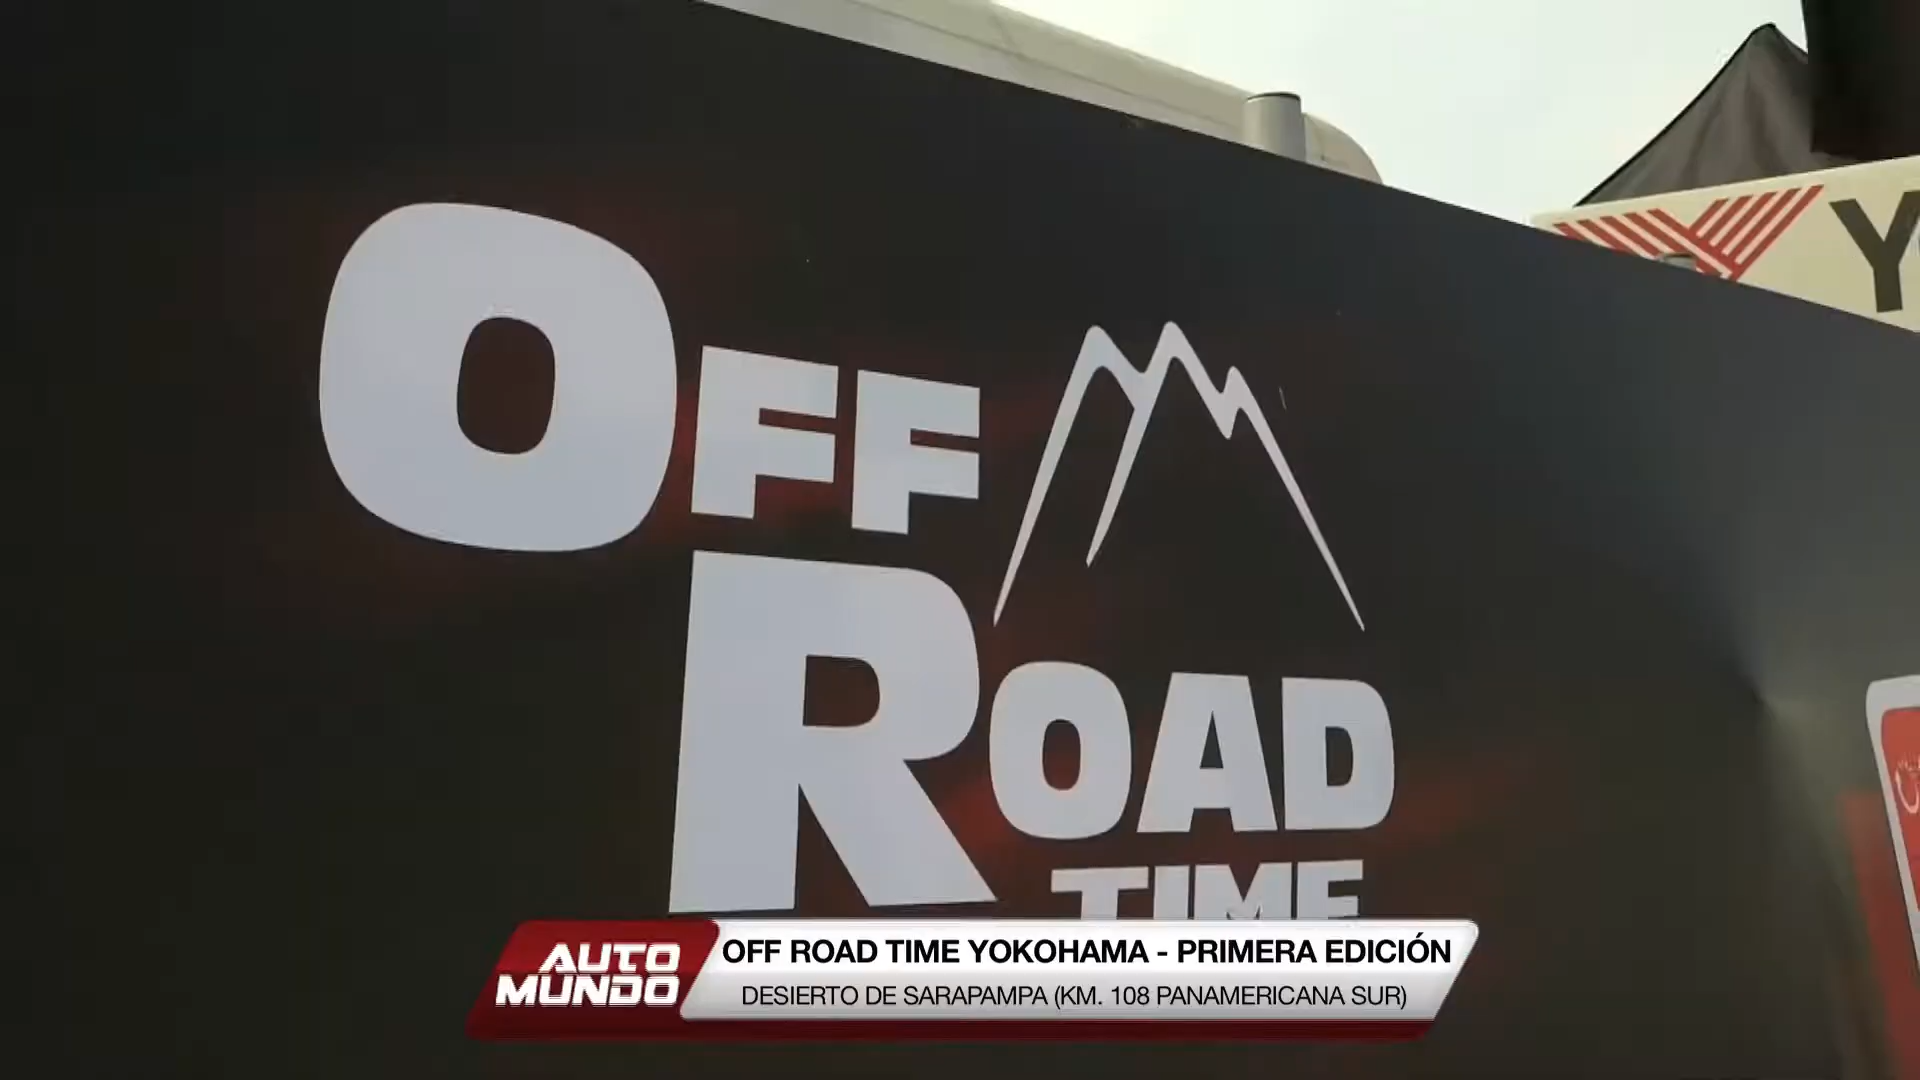 OFF
ROAD
TIME
Y
AUTO
MUNDO
OFF ROAD TIME YOKOHAMA - PRIMERA EDICIÓN
DESIERTO DE SARAPAMPA (KM. 108 PANAMERICANA SUR)